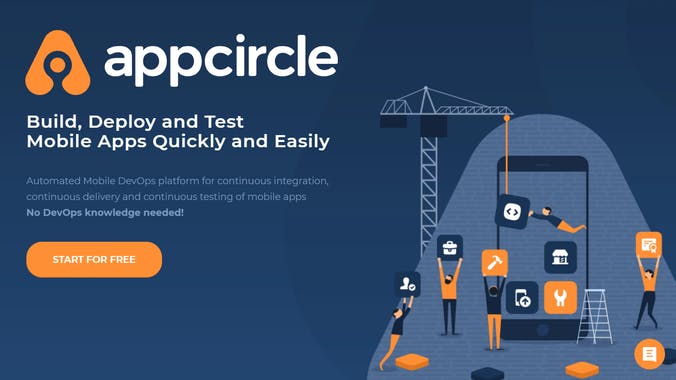 appcircle
Build, Deploy and Test
Mobile Apps Quickly and Easily
Automated Mobile DevOps platform for continuous integration,
continuous delivery and continuous testing of mobile apps
No DevOps knowledge needed!
START FOR FREE